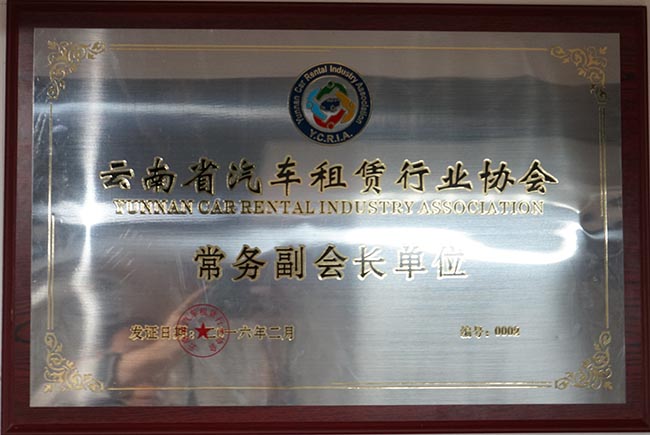 Yunnan Car Rental Industry Association
Y.C.R.I.A.
云南省汽车租赁行业协会
YUNNAN CAR RENTAL INDUSTRY ASSOCIATION
常务副会长单位
发证日期:二〇一六年二月
编号:0002